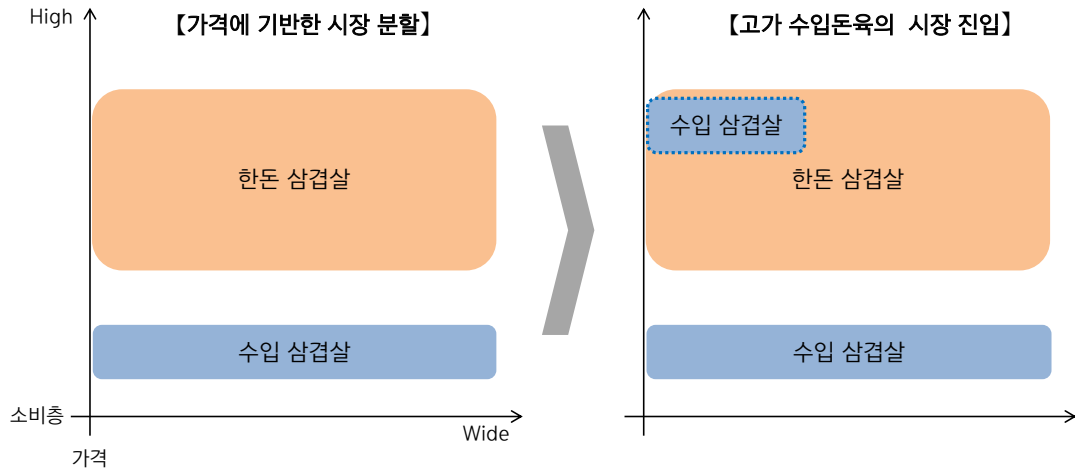 High
【가격에 기반한 시장 분할】
한돈 삼겹살
수입 삼겹살
소비층
Wide
가격
【고가 수입돈육의 시장 진입】
수입 삼겹살
한돈 삼겹살
수입 삼겹살